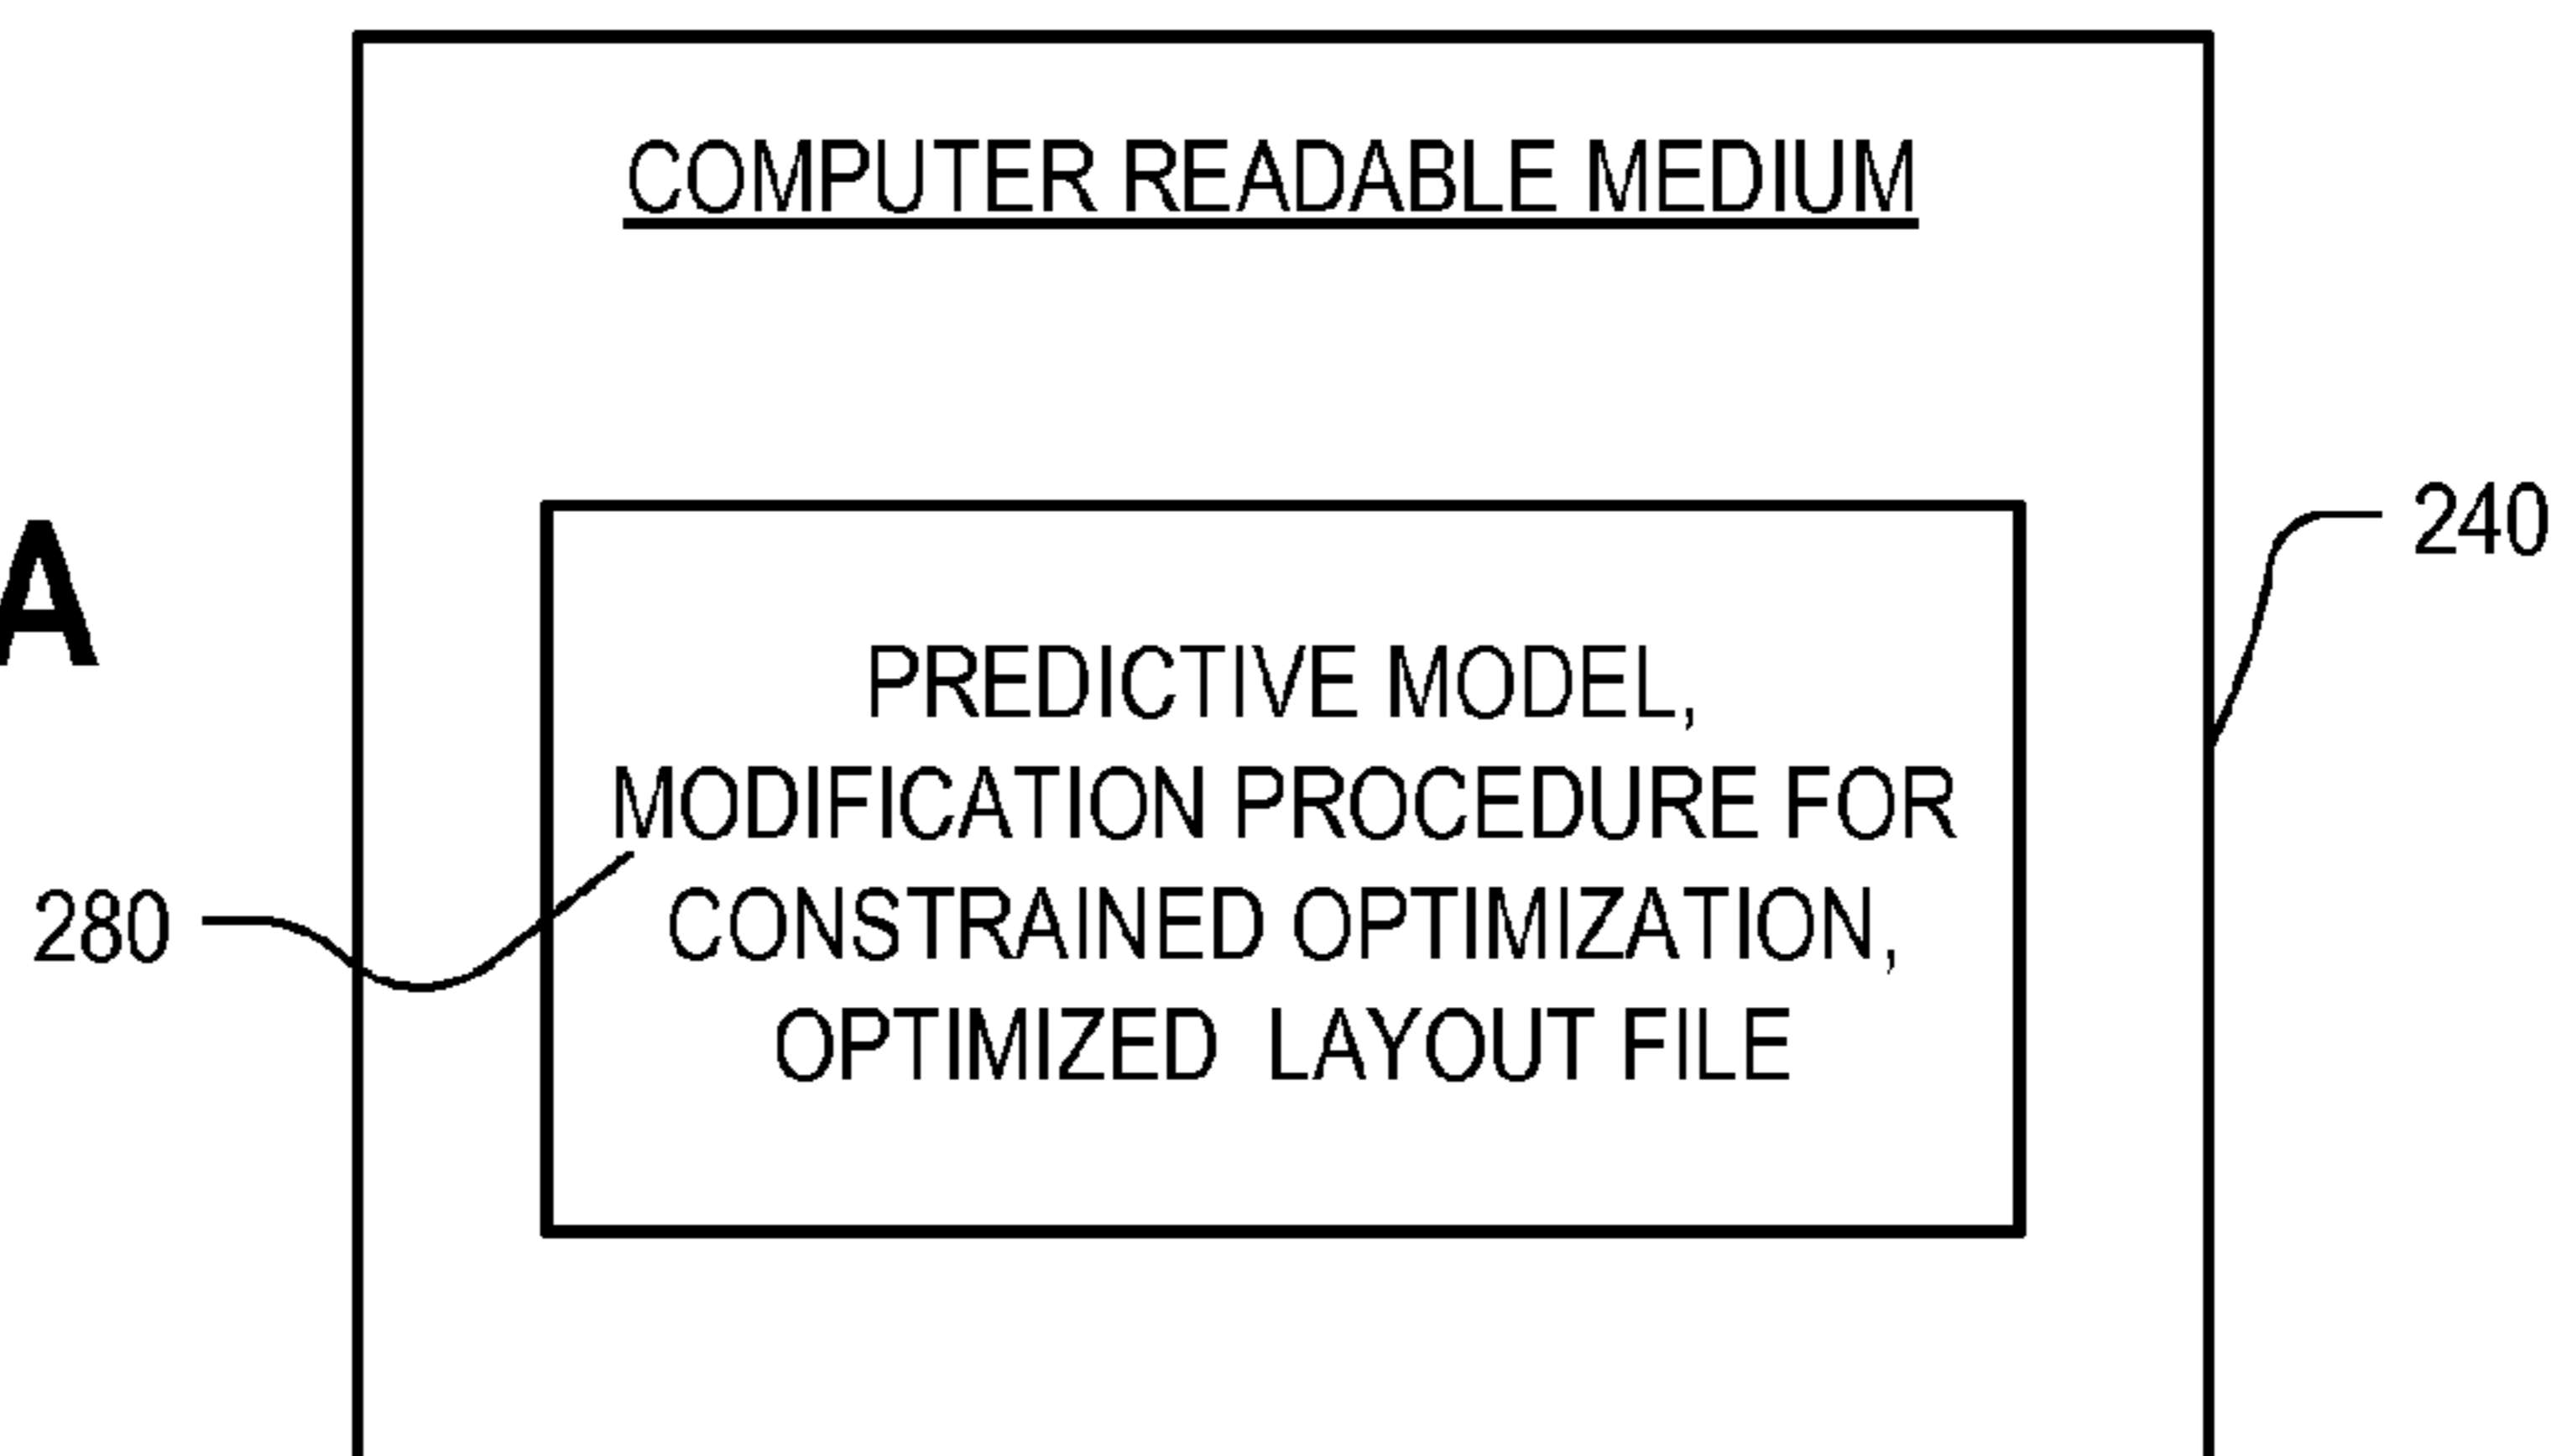 COMPUTER READABLE MEDIUM
240
A
PREDICTIVE MODEL,
MODIFICATION PROCEDURE FOR
CONSTRAINED OPTIMIZATION,
OPTIMIZED LAYOUT FILE
280